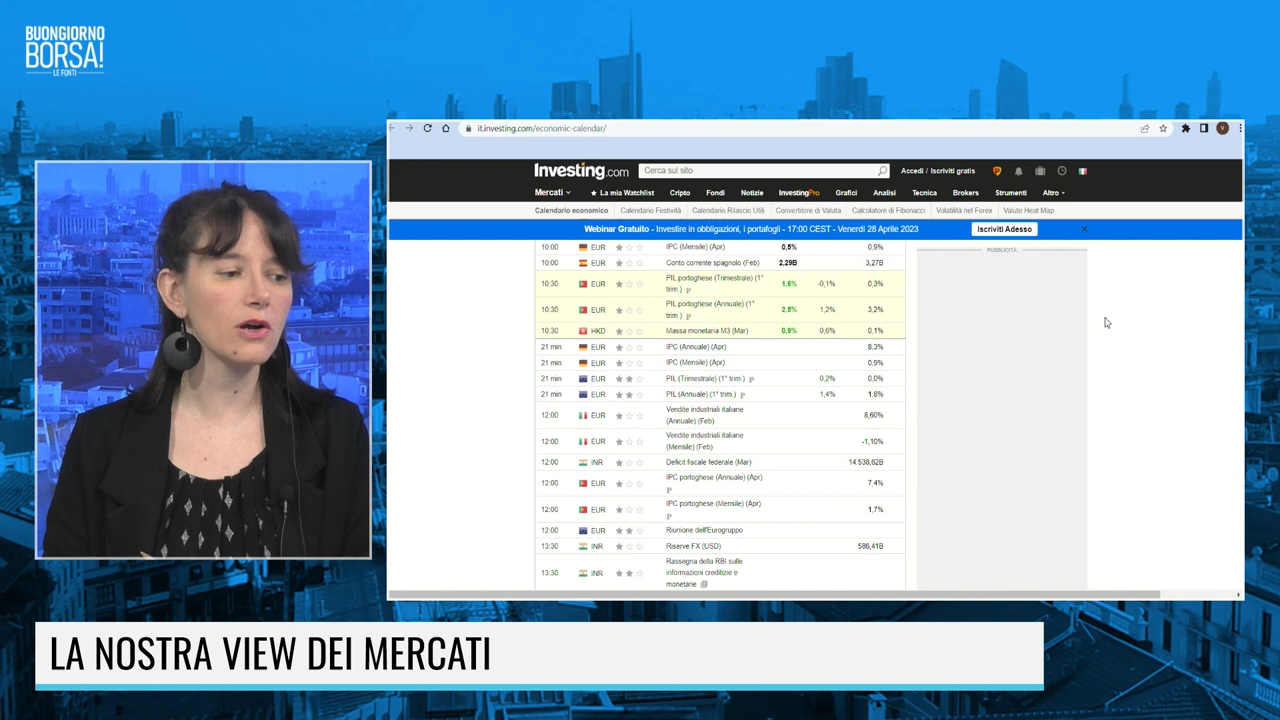 BUONGIORNO
BORSA!
LE FONTI
it.investing.com/economic-calendar/
V
Investing.com
Cerca sul sito
Accedi / Iscriviti gratis
Mercati
La mia Watchlist
Cripto
Fondi
Notizie
InvestingPro
Grafici
Analisi
Tecnica
Brokers
Strumenti
Altro
Calendario economico
Calendario Festività
Calendario Rilascio Utili
Convertitore di Valuta
Calcolatore di Fibonacci
Volatilità nel Forex
Valute Heat Map
Webinar Gratuito - Investire in obbligazioni, i portafogli - 17:00 CEST - Venerdì 28 Aprile 2023
Iscriviti Adesso
PUBBLICITÀ
10:00 EUR IPC (Mensile) (Apr) 0,5% 0,9%
10:00 EUR Conto corrente spagnolo (Feb) 2,29B 3,27B
10:30 EUR PIL portoghese (Trimestrale) (1° 1,6% -0,1% 0,3%
trim.) P
10:30 EUR PIL portoghese (Annuale) (1° 2,5% 1,2% 3,2%
trim.) P
10:30 HKD Massa monetaria M3 (Mar) 0,9% 0,6% 0,1%
21 min EUR IPC (Annuale) (Apr) 8,3%
21 min EUR IPC (Mensile) (Apr) 0,9%
21 min EUR PIL (Trimestrale) (1° trim.) P 0,2% 0,0%
21 min EUR PIL (Annuale) (1° trim.) P 1,4% 1,8%
12:00 EUR Vendite industriali italiane 8,60%
(Annuale) (Feb)
12:00 EUR Vendite industriali italiane -1,10%
(Mensile) (Feb)
12:00 INR Deficit fiscale federale (Mar) 14.538,62B
12:00 EUR IPC portoghese (Annuale) (Apr) 7,4%
P
12:00 EUR IPC portoghese (Mensile) (Apr) 1,7%
P
12:00 EUR Riunione dell'Eurogruppo
13:30 INR Riserve FX (USD) 586,41B
13:30 INR Rassegna della RBI sulle
informazioni creditizie e
monetarie
LA NOSTRA VIEW DEI MERCATI